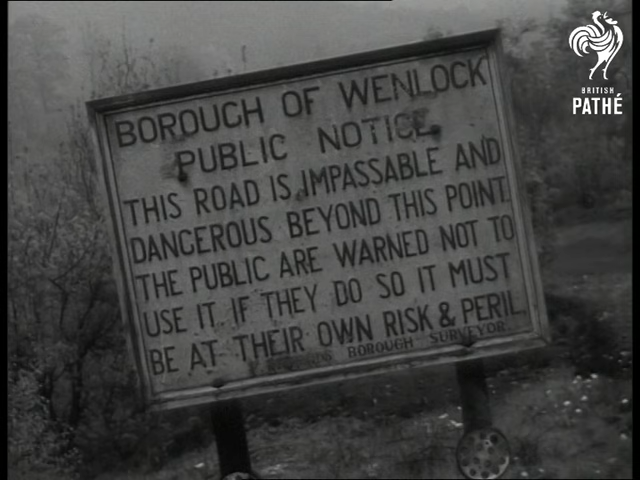 BRITISH
PATHÉ
BOROUGH OF WENLOCK
PUBLIC NOTICE.
THIS ROAD IS IMPASSABLE AND
DANGEROUS BEYOND THIS POINT.
THE PUBLIC ARE WARNED NOT TO
USE IT. IF THEY DO SO IT MUST
BE AT THEIR OWN RISK & PERIL.
BOROUGH SURVEYOR.